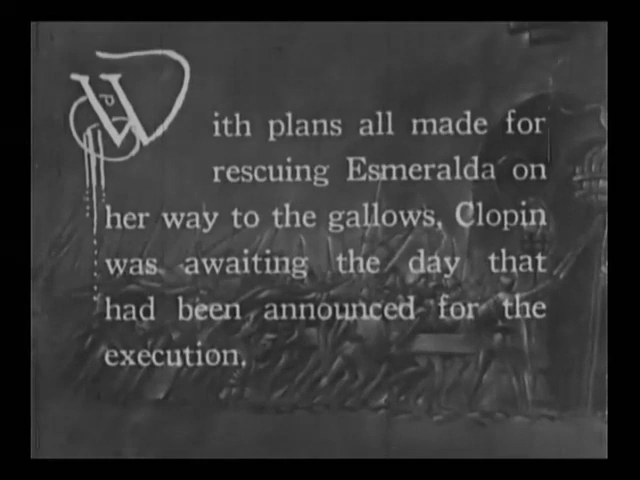 With plans all made for
rescuing Esmeralda on
her way to the gallows, Clopin
was awaiting the day that
had been announced for the
execution.